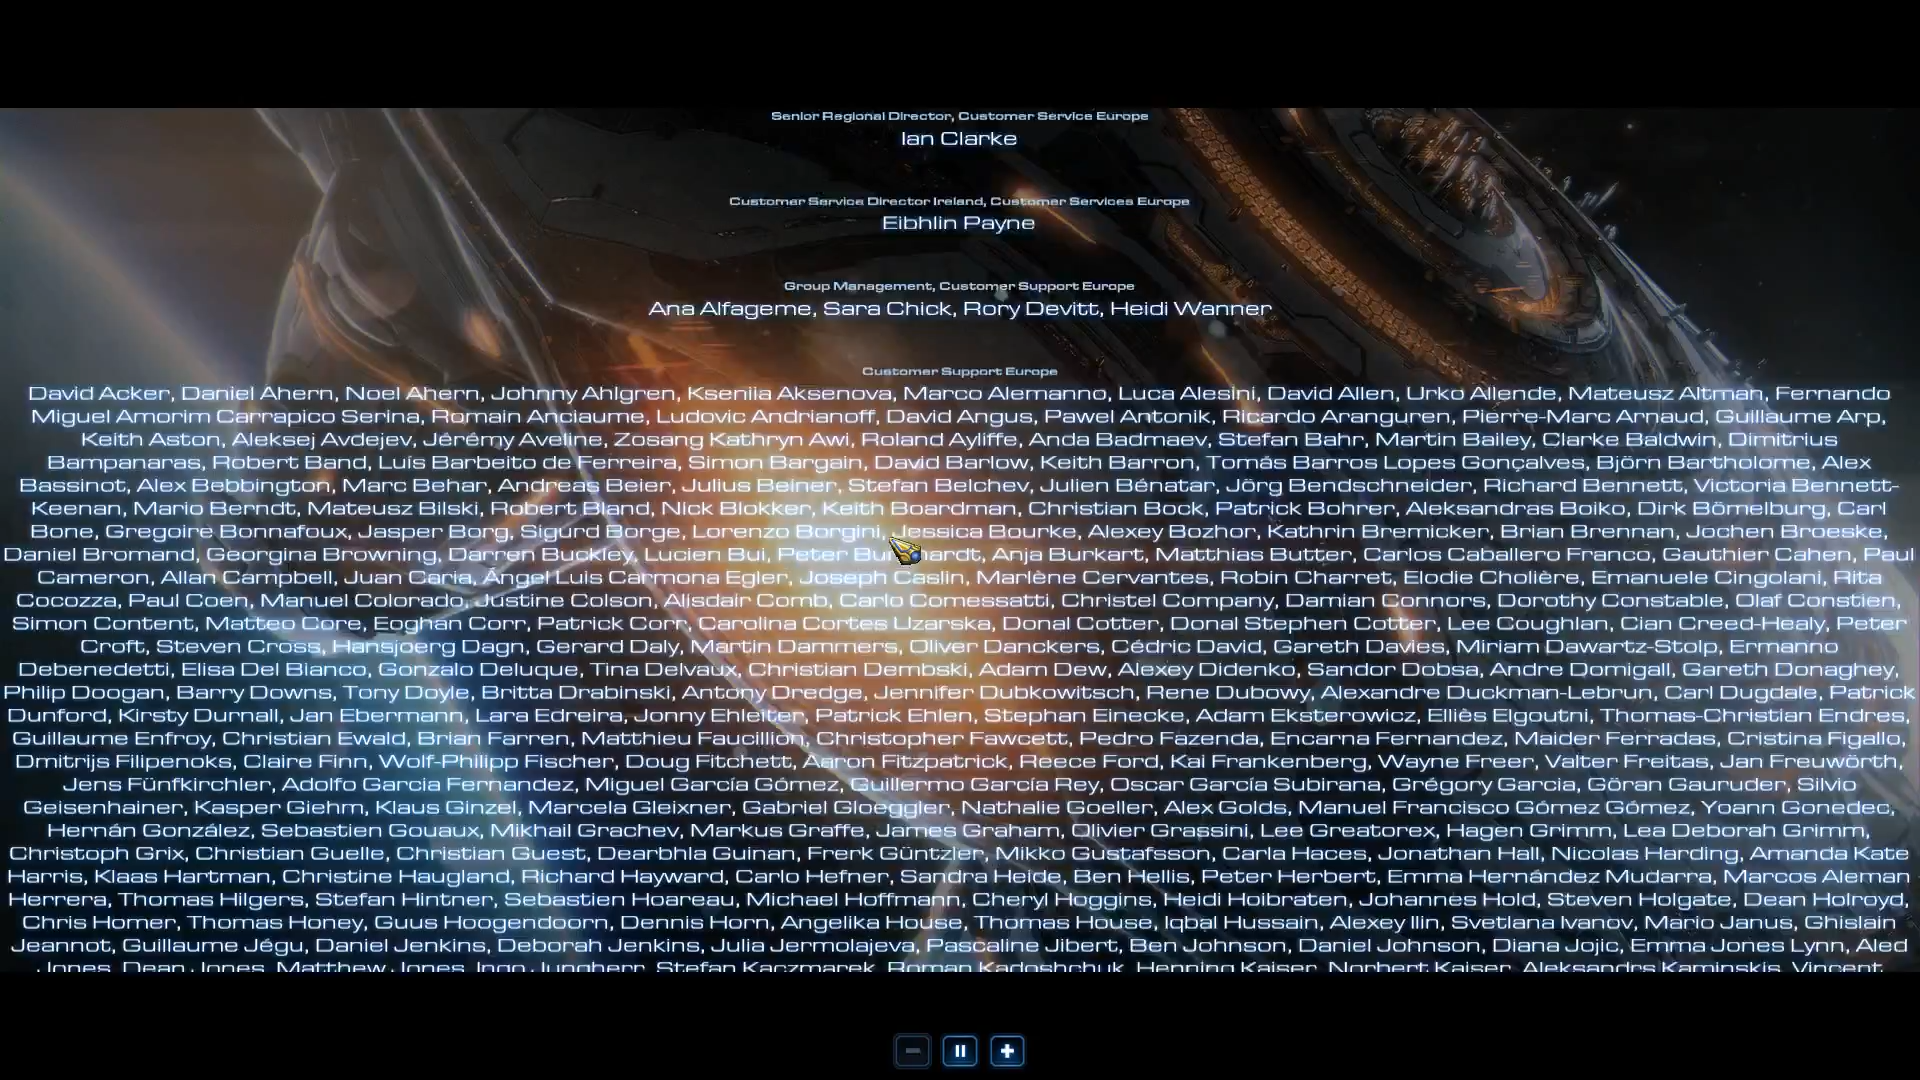 Senior Regional Director, Customer Service Europe
Ian Clarke
Customer Service Director Ireland, Customer Services Europe
Eibhlin Payne
Group Management, Customer Support Europe
Ana Alfageme, Sara Chick, Rory Devitt, Heidi Wanner
Customer Support Europe
David Acker, Daniel Ahern, Noel Ahern, Johnny Ahlgren, Kseniia Aksenova, Marco Alemanno, Luca Alesini, David Allen, Urko Allende, Mateusz Altman, Fernando
Miguel Amorim Carrapico Serina, Romain Anciaume, Ludovic Andrianoff, David Angus, Pawel Antonik, Ricardo Aranguren, Pierre-Marc Arnaud, Guillaume Arp,
Keith Aston, Aleksej Avdejev, Jérémy Aveline, Zosang Kathryn Awi, Roland Ayliffe, Anda Badmaev, Stefan Bahr, Martin Bailey, Clarke Baldwin, Dimitrius
Bampanaras, Robert Band, Luís Barbeito de Ferreira, Simon Bargain, David Barlow, Keith Barron, Tomás Barros Lopes Gonçalves, Björn Bartholome, Alex
Bassinot, Alex Bebbington, Marc Behar, Andreas Beier, Julius Beiner, Stefan Belchev, Julien Bénatar, Jörg Bendschneider, Richard Bennett, Victoria Bennett-
Keenan, Mario Berndt, Mateusz Bilski, Robert Bland, Nick Blokker, Keith Boardman, Christian Bock, Patrick Bohrer, Aleksandras Boiko, Dirk Bömelburg, Carl
Bone, Gregoire Bonnafoux, Jasper Borg, Sigurd Borge, Lorenzo Borgini, Jessica Bourke, Alexey Bozhor, Kathrin Bremicker, Brian Brennan, Jochen Broeske,
Daniel Bromand, Georgina Browning, Darren Buckley, Lucien Bui, Peter Anja Burkart, Matthias Butter, Carlos Caballero Franco, Gauthier Cahen, Paul
Cameron, Allan Campbell, Juan Caria, Ángel Luis Carmona Egler, Joseph Caslin, Marlène Cervantes, Robin Charret, Elodie Cholière, Emanuele Cingolani, Rita
Cocozza, Paul Coen, Manuel Colorado, Justine Colson, Alisdair Comb, Carlo Comessatti, Christel Company, Damian Connors, Dorothy Constable, Olaf Constien,
Simon Content, Matteo Core, Eoghan Corr, Patrick Corr, Carolina Cortes Uzarska, Donal Cotter, Donal Stephen Cotter, Lee Coughlan, Cian Creed-Healy, Peter
Croft, Steven Cross, Hansjoerg Dagn, Gerard Daly, Martin Dammers, Oliver Danckers, Cédric David, Gareth Davies, Miriam Dawartz-Stolp, Ermanno
Debenedetti, Elisa Del Bianco, Gonzalo Deluque, Tina Delvaux, Christian Dembski, Adam Dew, Alexey Didenko, Sandor Dobsa, Andre Domigall, Gareth Donaghey,
Philip Doogan, Barry Downs, Tony Doyle, Britta Drabinski, Antony Dredge, Jennifer Dubkowitsch, Rene Dubowy, Alexandre Duckman-Lebrun, Carl Dugdale, Patrick
Dunford, Kirsty Durnall, Jan Ebermann, Lara Edreira, Jonny Ehleiter, Patrick Ehlen, Stephan Einecke, Adam Eksterowicz, Elliès Elgoutni, Thomas-Christian Endres,
Guillaume Enfroy, Christian Ewald, Brian Farren, Matthieu Faucillion, Christopher Fawcett, Pedro Fazenda, Encarna Fernandez, Maider Ferradas, Cristina Figallo,
Dmitrijs Filipenoks, Claire Finn, Wolf-Philipp Fischer, Doug Fitchett, Aaron Fitzpatrick, Reece Ford, Kai Frankenberg, Wayne Freer, Valter Freitas, Jan Freuwörth,
Jens Fünfkirchler, Adolfo Garcia Fernandez, Miguel García Gómez, Guillermo García Rey, Oscar García Subirana, Grégory Garcia, Göran Gauruder, Silvio
Geisenhainer, Kasper Giehm, Klaus Ginzel, Marcela Gleixner, Gabriel Gloeggler, Nathalie Goeller, Alex Golds, Manuel Francisco Gómez Gómez, Yoann Gonedec,
Hernán González, Sebastien Gouaux, Mikhail Grachev, Markus Graffe, James Graham, Olivier Grassini, Lee Greatorex, Hagen Grimm, Lea Deborah Grimm,
Christoph Grix, Christian Guelle, Christian Guest, Dearbhla Guinan, Frerk Güntzler, Mikko Gustafsson, Carla Haces, Jonathan Hall, Nicolas Harding, Amanda Kate
Harris, Klaas Hartman, Christine Haugland, Richard Hayward, Carlo Hefner, Sandra Heide, Ben Hellis, Peter Herbert, Emma Hernández Mudarra, Marcos Aleman
Herrera, Thomas Hilgers, Stefan Hintner, Sebastien Hoareau, Michael Hoffmann, Cheryl Hoggins, Heidi Hoibraten, Johannes Hold, Steven Holgate, Dean Holroyd,
Chris Homer, Thomas Honey, Guus Hoogendoorn, Dennis Horn, Angelika House, Thomas House, Iqbal Hussain, Alexey Ilin, Svetlana Ivanov, Mario Janus, Ghislain
Jeannot, Guillaume Jégu, Daniel Jenkins, Deborah Jenkins, Julia Jermolajeva, Pascaline Jibert, Ben Johnson, Daniel Johnson, Diana Jojic, Emma Jones Lynn, Aled
Jones, Dean Jones, Matthew Jones, Ingo Jungherr, Stefan Kaczmarek, Roman Kadoshchuk, Henning Kaiser, Norbert Kaiser, Aleksandrs Kaminskis, Vincent